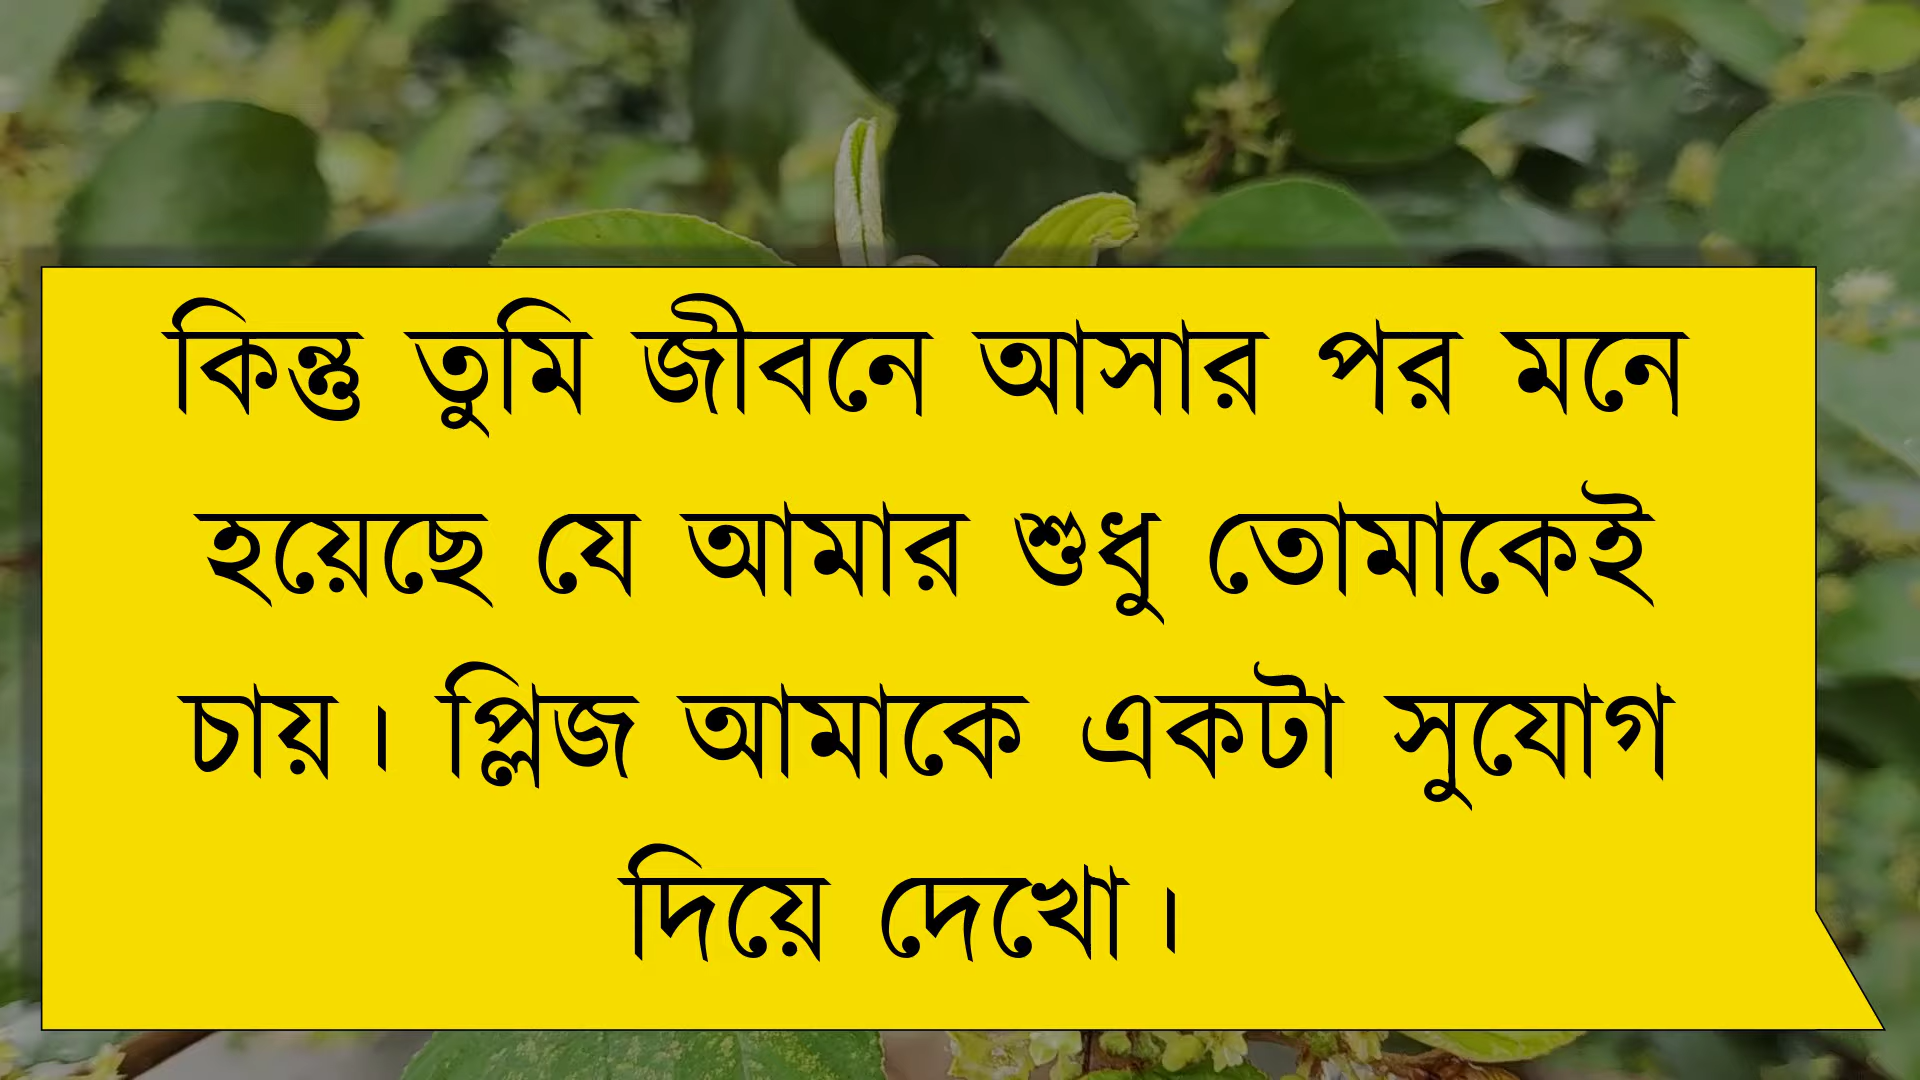 কিন্তু তুমি জীবনে আসার পর মনে
হয়েছে যে আমার শুধু তোমাকেই
চায়। প্লিজ আমাকে একটা সুযোগ
দিয়ে দেখো।